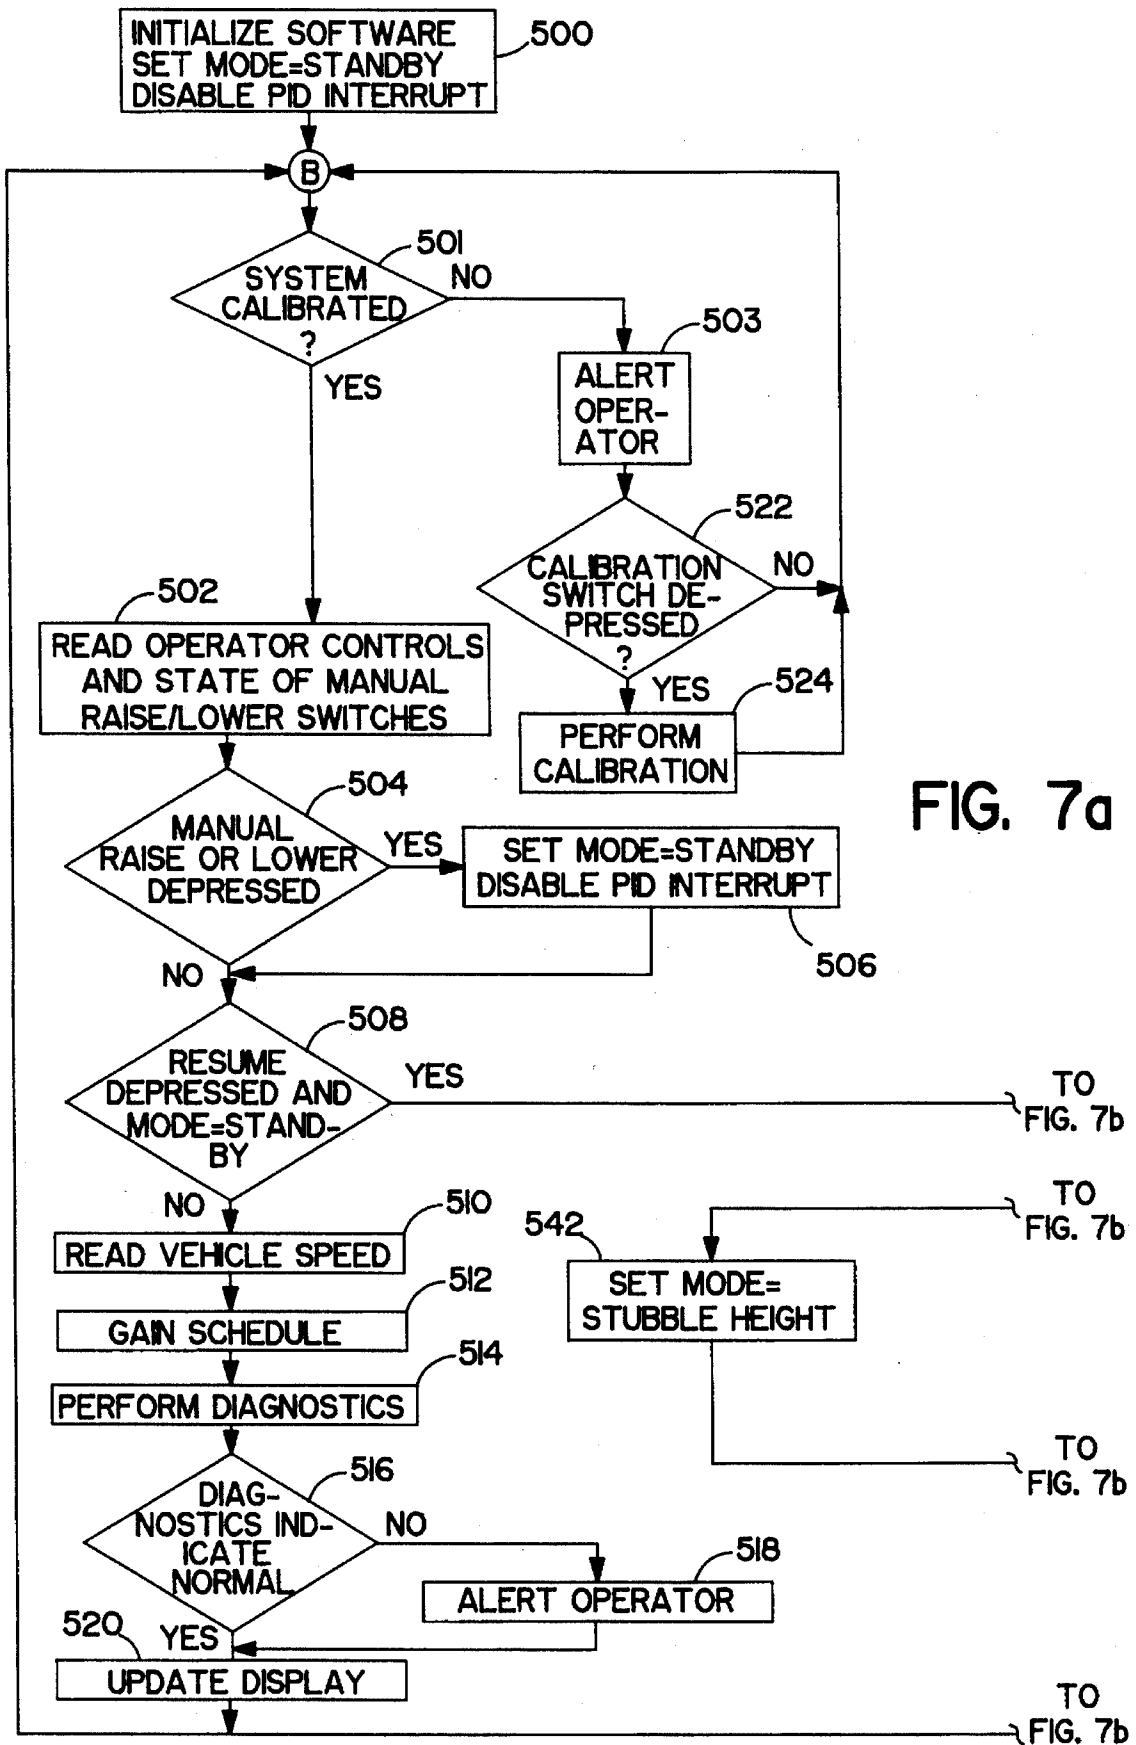 INITIALIZE SOFTWARE
SET MODE=STANDBY
DISABLE PID INTERRUPT
500
B
501
SYSTEM
CALIBRATED
?
NO
YES
503
ALERT
OPER-
ATOR
522
CALIBRATION
SWITCH DE-
PRESSED
?
NO
YES
524
PERFORM
CALIBRATION
502
READ OPERATOR CONTROLS
AND STATE OF MANUAL
RAISE/LOWER SWITCHES
504
MANUAL
RAISE OR LOWER
DEPRESSED
YES
SET MODE=STANDBY
DISABLE PID INTERRUPT
506
NO
FIG. 7a
508
RESUME
DEPRESSED AND
MODE=STAND-
BY
YES
TO
FIG. 7b
NO
510
READ VEHICLE SPEED
512
GAIN SCHEDULE
514
PERFORM DIAGNOSTICS
TO
FIG. 7b
542
SET MODE=
STUBBLE HEIGHT
TO
FIG. 7b
516
DIAG-
NOSTICS IND-
ICATE
NORMAL
NO
518
ALERT OPERATOR
YES
520
UPDATE DISPLAY
TO
FIG. 7b